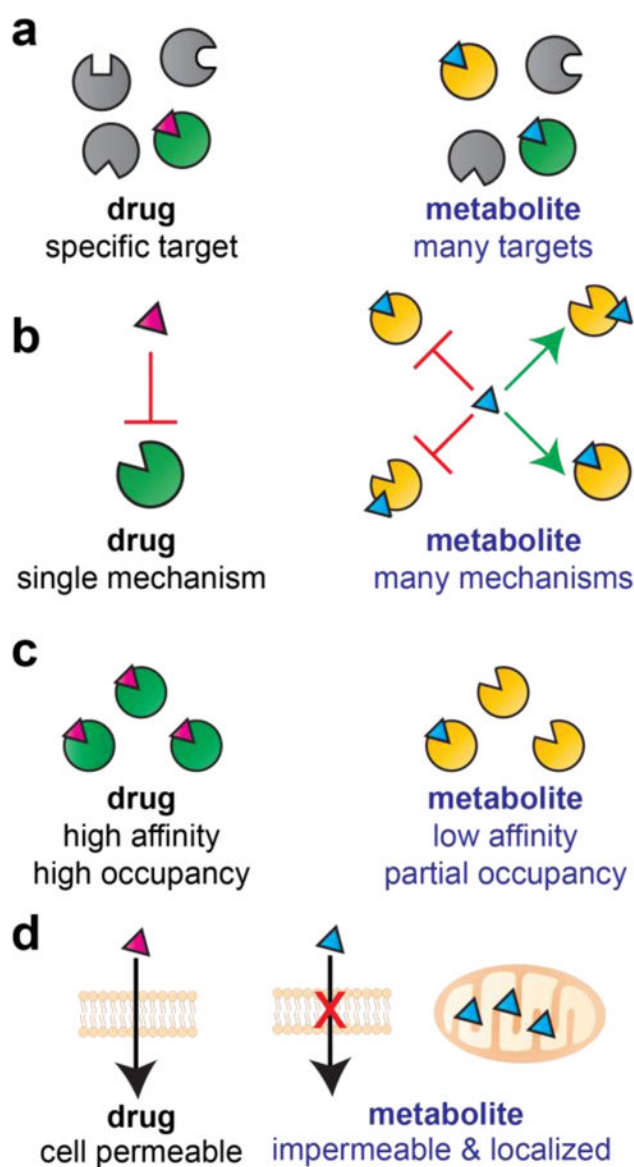 a
drug
specific target
metabolite
many targets
b
drug
single mechanism
metabolite
many mechanisms
c
drug
high affinity
high occupancy
metabolite
low affinity
partial occupancy
d
X
drug
cell permeable
metabolite
impermeable & localized